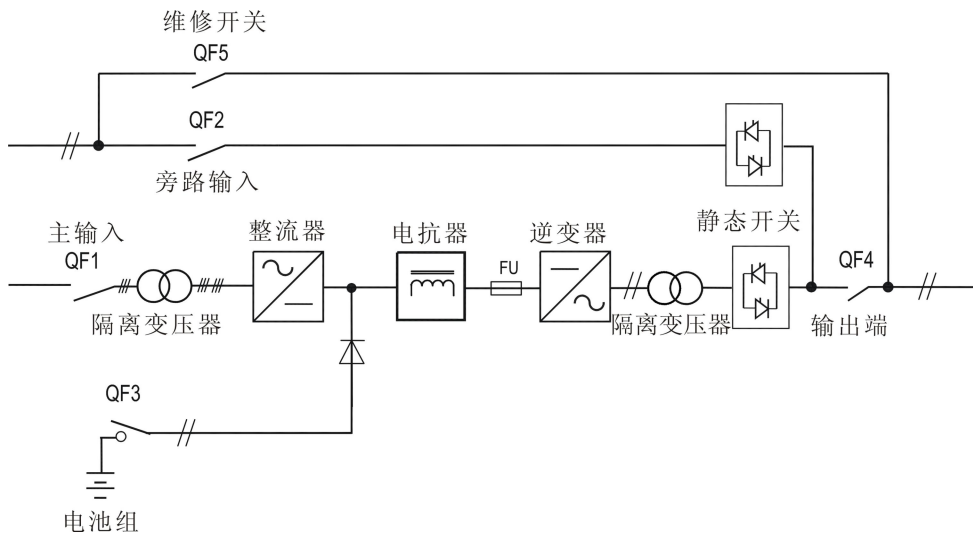 维修开关
QF5
QF2
旁路输入
静态开关
主输入
整流器
电抗器
逆变器
QF1
FU
QF4
隔离变压器
隔离变压器
输出端
QF3
电池组